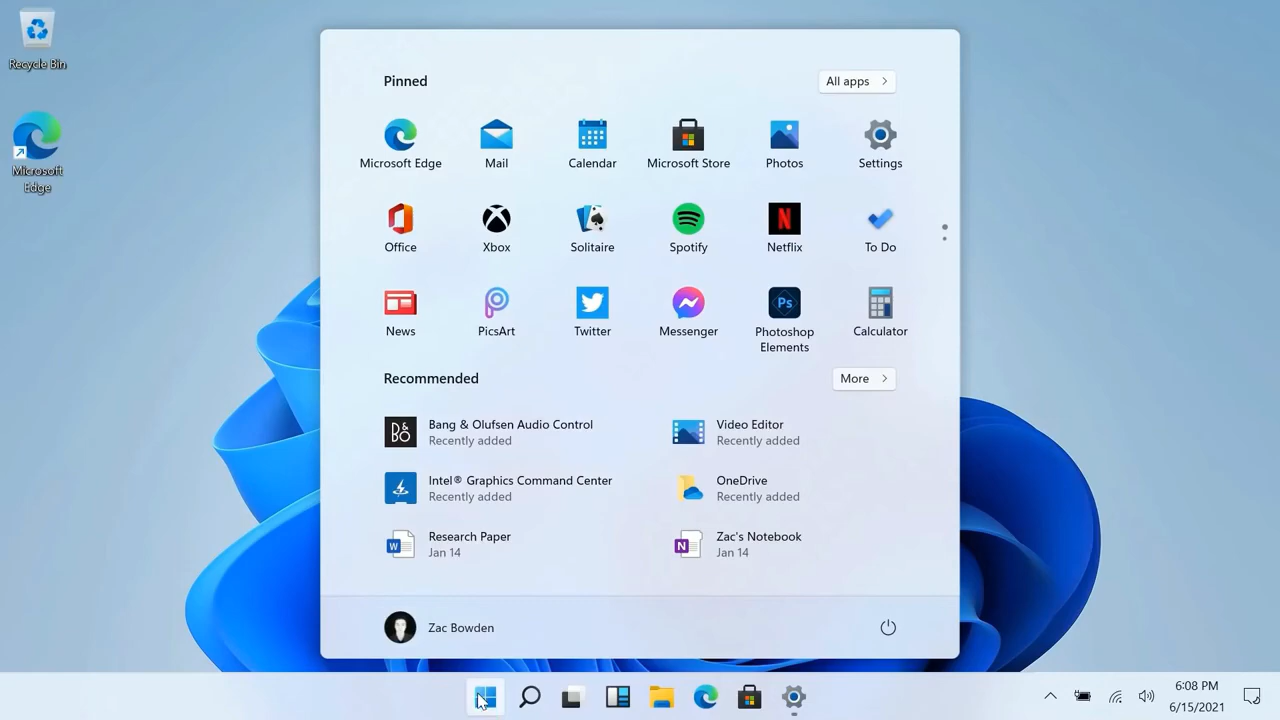 Recycle Bin
Microsoft
Edge
Pinned
All apps
Microsoft Edge
Mail
Calendar
Microsoft Store
Photos
Settings
Office
Xbox
Solitaire
Spotify
Netflix
To Do
News
PicsArt
Twitter
Messenger
Ps
Photoshop
Elements
Calculator
Recommended
More
B&O
Bang & Olufsen Audio Control
Recently added
Video Editor
Recently added
Intel® Graphics Command Center
Recently added
OneDrive
Recently added
W
Research Paper
Jan 14
N
Zac's Notebook
Jan 14
Zac Bowden
6:08 PM
6/15/2021